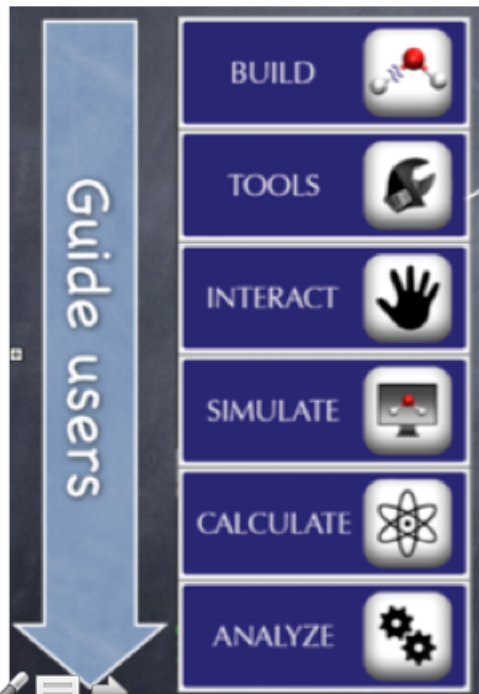 Guide users
BUILD
TOOLS
INTERACT
SIMULATE
CALCULATE
ANALYZE